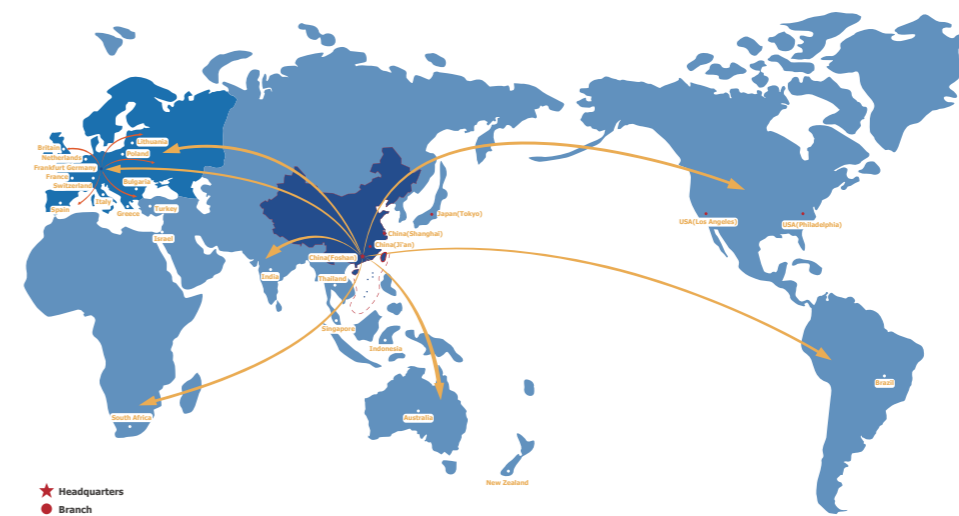 Britain
Lithuania
Netherlands
Poland
Frankfurt Germany
France
Switzerland
Bulgaria
Italy
Spain
Greece
Turkey
Israel
Japan(Tokyo)
China(Shanghai)
China(Ji'an)
China(Foshan)
India
Thailand
Singapore
Indonesia
USA(Los Angeles)
USA(Philadelphia)
Brazil
South Africa
Australia
New Zealand
Headquarters
Branch